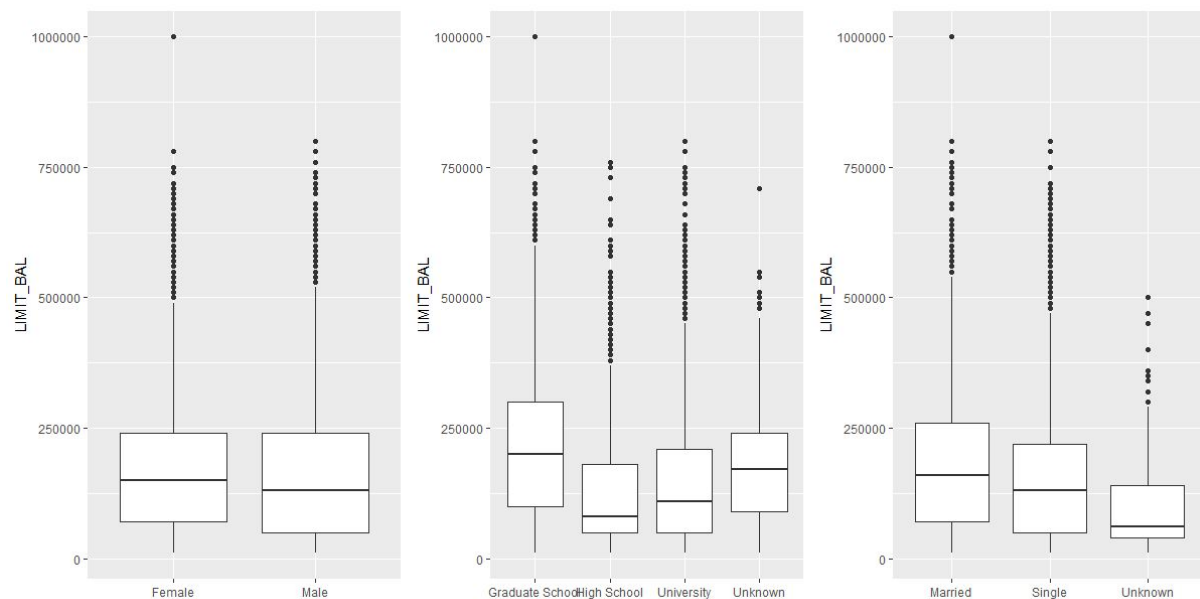 1000000
750000
500000
250000
0
LIMIT_BAL
Female Male
1000000
750000
500000
250000
0
LIMIT_BAL
Graduate School High School University Unknown
1000000
750000
500000
250000
0
LIMIT_BAL
Married Single Unknown